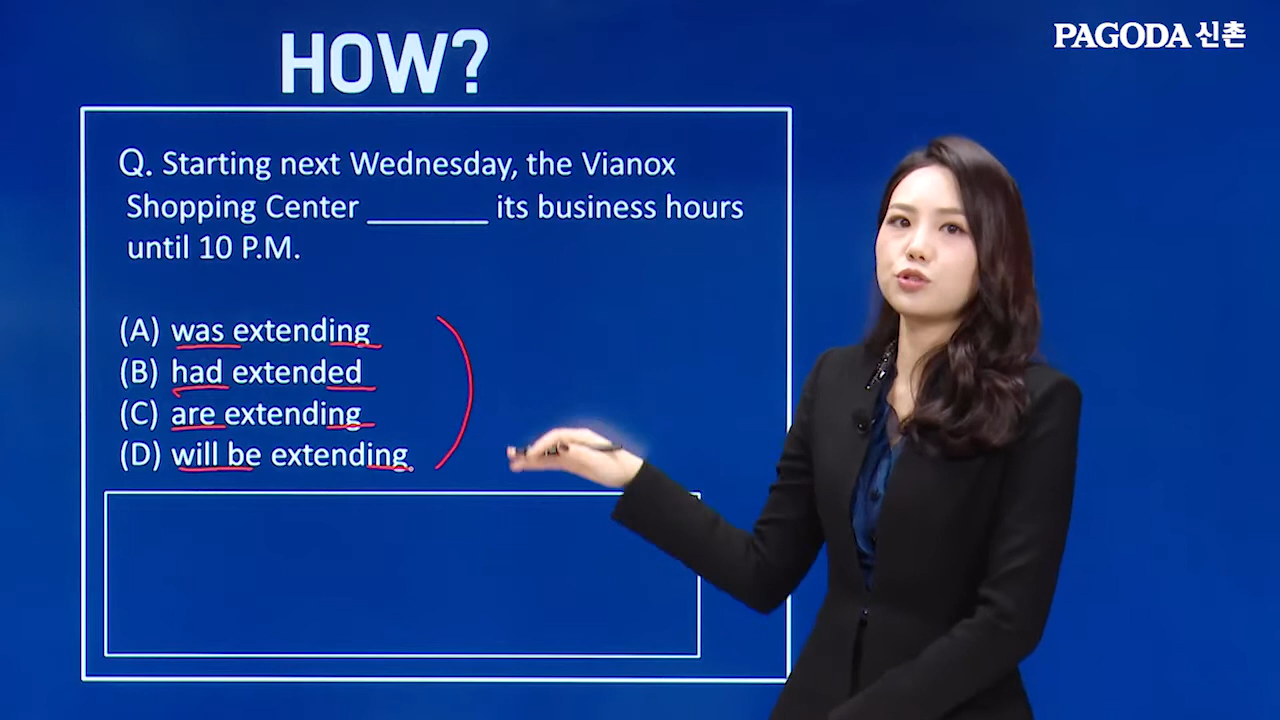 HOW?
PAGODA 신촌
Q. Starting next Wednesday, the Vianox
Shopping Center _______ its business hours
until 10 P.M.
(A) was extending
(B) had extended
(C) are extending
(D) will be extending